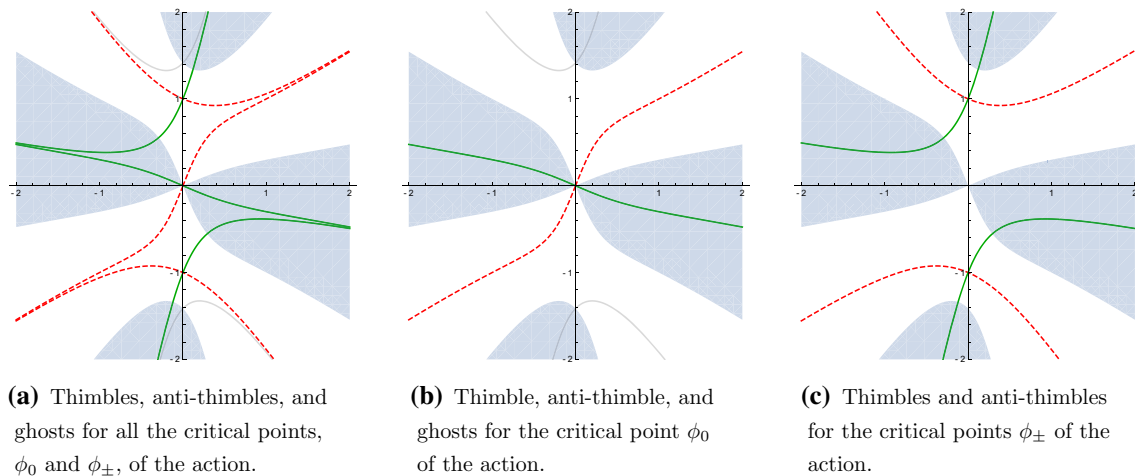 2
2
2
1
1
1
-2
-1
1
2
-2
-1
1
2
-2
-1
1
2
-1
-1
-1
-2
-2
-2
(a) Thimbles, anti-thimbles, and
ghosts for all the critical points,
ϕ0 and ϕ±, of the action.
(b) Thimble, anti-thimble, and
ghosts for the critical point ϕ0
of the action.
(c) Thimbles and anti-thimbles
for the critical points ϕ± of the
action.